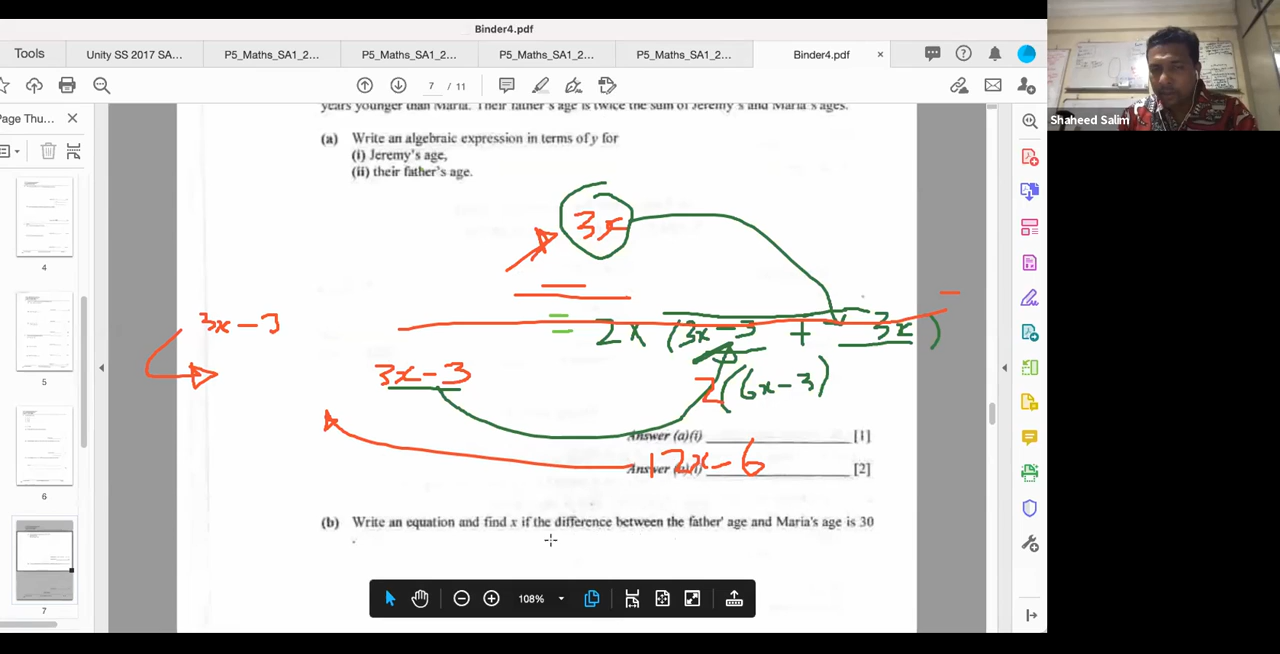 Binder4.pdf
Tools
Unity SS 2017 SA...
P5_Maths_SA1_2...
P5_Maths_SA1_2...
P5_Maths_SA1_2...
P5_Maths_SA1_2...
Binder4.pdf ×
7 / 11
Page Thu...
4
5
6
7
years younger than Maria. Their father's age is twice the sum of Jeremy's and Maria's ages.
(a) Write an algebraic expression in terms of y for
(i) Jeremy's age,
(ii) their father's age.
3x
3x - 3
= 2 x (3x - 3 + 3x)
3x - 3
2(6x - 3)
Answer (a)(i) [1]
12x - 6
Answer [2]
(b) Write an equation and find x if the difference between the father' age and Maria's age is 30
.
108%
Shaheed Salim